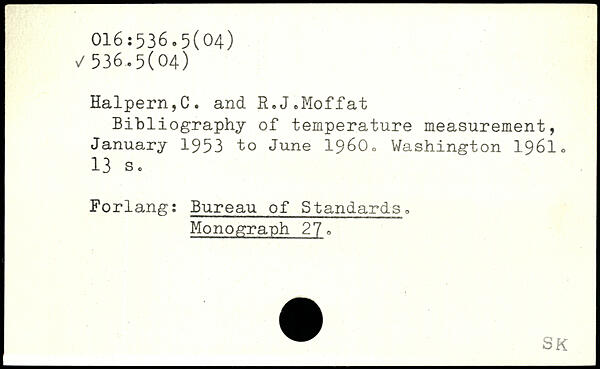 016:536.5(04)
✓ 536.5(04)
Halpern,C. and R.J.Moffat
Bibliography of temperature measurement,
January 1953 to June 1960. Washington 1961.
13 s.
Forlang: Bureau of Standards.
Monograph 27.
SK